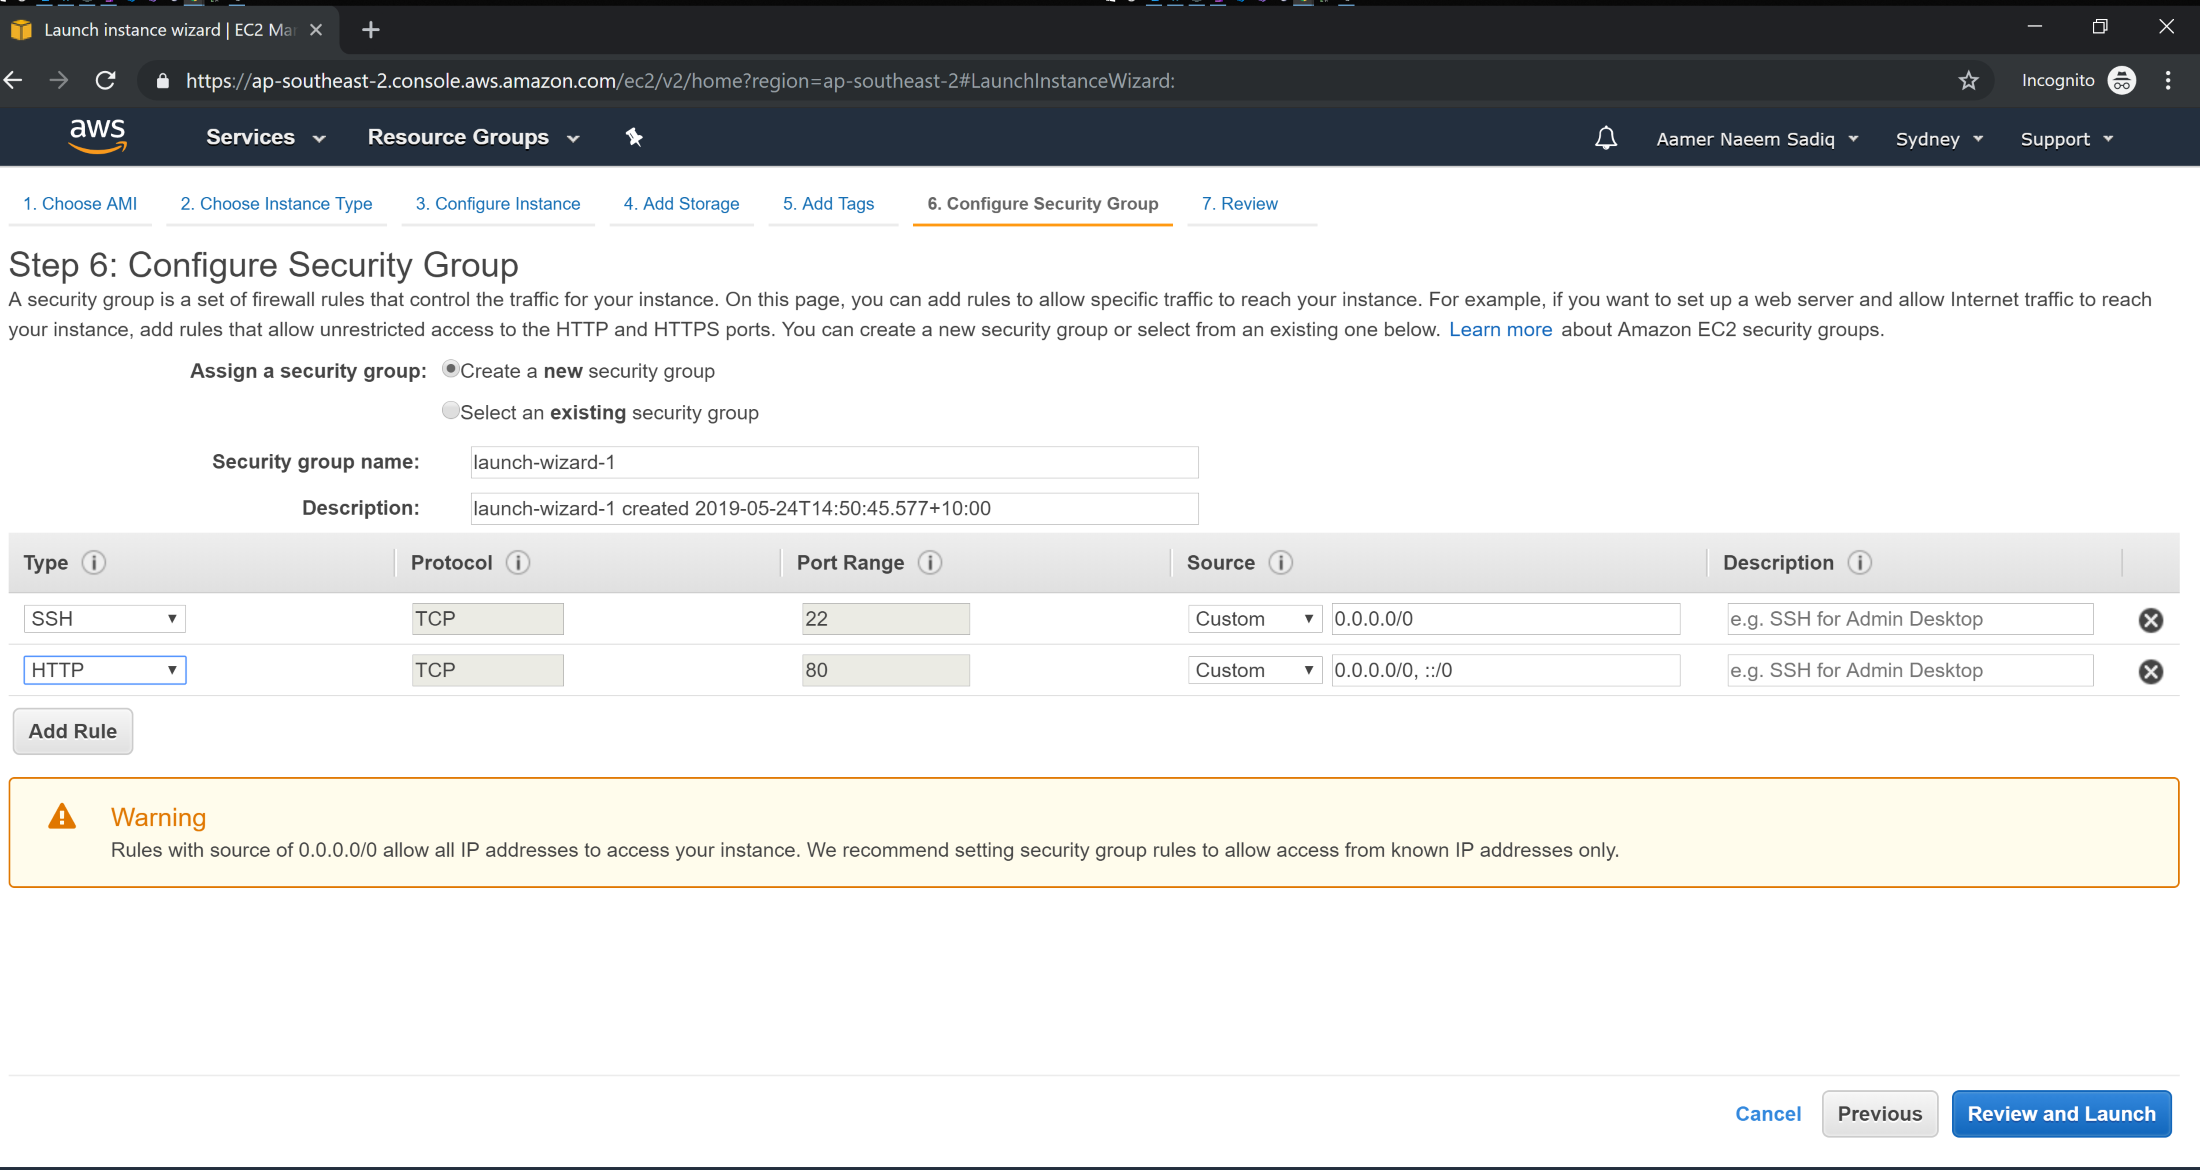 Launch instance wizard | EC2 Mar
https://ap-southeast-2.console.aws.amazon.com/ec2/v2/home?region=ap-southeast-2#LaunchInstanceWizard:
Incognito
aws
Services
Resource Groups
Aamer Naeem Sadiq
Sydney
Support
1. Choose AMI
2. Choose Instance Type
3. Configure Instance
4. Add Storage
5. Add Tags
6. Configure Security Group
7. Review
Step 6: Configure Security Group
A security group is a set of firewall rules that control the traffic for your instance. On this page, you can add rules to allow specific traffic to reach your instance. For example, if you want to set up a web server and allow Internet traffic to reach
your instance, add rules that allow unrestricted access to the HTTP and HTTPS ports. You can create a new security group or select from an existing one below. Learn more about Amazon EC2 security groups.
Assign a security group: Create a new security group
Select an existing security group
Security group name: launch-wizard-1
Description: launch-wizard-1 created 2019-05-24T14:50:45.577+10:00
Type Protocol Port Range Source Description
SSH TCP 22 Custom 0.0.0.0/0 e.g. SSH for Admin Desktop
HTTP TCP 80 Custom 0.0.0.0/0, ::/0 e.g. SSH for Admin Desktop
Add Rule
Warning
Rules with source of 0.0.0.0/0 allow all IP addresses to access your instance. We recommend setting security group rules to allow access from known IP addresses only.
Cancel
Previous
Review and Launch